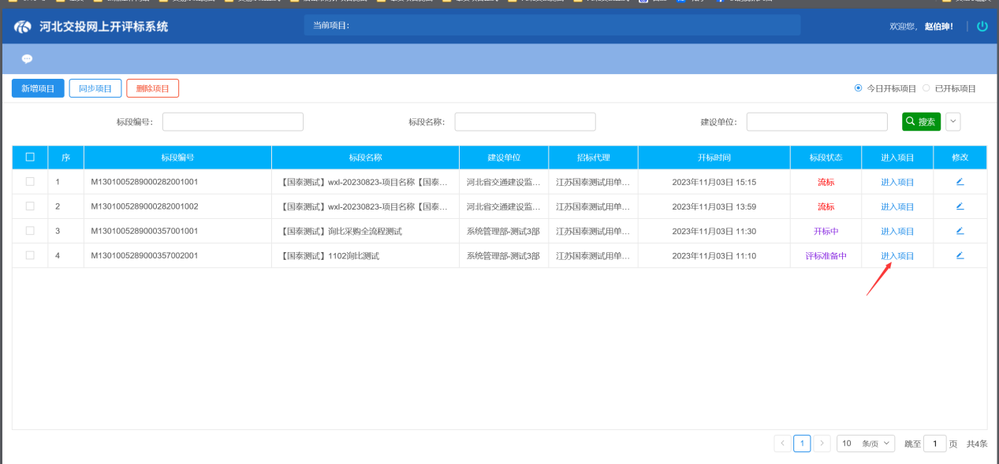 河北交投网上开评标系统
当前项目:
欢迎您, 赵伯珅!
新增项目 同步项目 删除项目
今日开标项目 已开标项目
标段编号: 标段名称: 建设单位: 搜索
序 标段编号 标段名称 建设单位 招标代理 开标时间 标段状态 进入项目 修改
1 M1301005289000282001001 【国泰测试】wxl-20230823-项目名称【国泰... 河北省交通建设监... 江苏国泰测试用单... 2023年11月03日 15:15 流标 进入项目
2 M1301005289000282001002 【国泰测试】wxl-20230823-项目名称【国泰... 河北省交通建设监... 江苏国泰测试用单... 2023年11月03日 13:59 流标 进入项目
3 M1301005289000357001001 【国泰测试】询比采购全流程测试 系统管理部-测试3部 江苏国泰测试用单... 2023年11月03日 11:30 开标中 进入项目
4 M1301005289000357002001 【国泰测试】1102询比测试 系统管理部-测试3部 江苏国泰测试用单... 2023年11月03日 11:10 评标准备中 进入项目
1 10 条/页 跳至 1 页 共4条